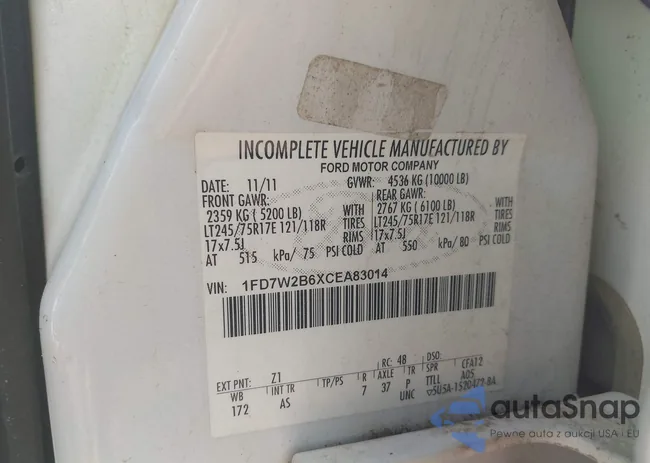 INCOMPLETE VEHICLE MANUFACTURED BY
FORD MOTOR COMPANY
DATE: 11/11 GVWR: 4536 KG (10000 LB)
FRONT GAWR: REAR GAWR:
2359 KG ( 5200 LB) WITH 2767 KG ( 6100 LB) WITH
LT245/75R17E 121/118R TIRES LT245/75R17E 121/118R TIRES
17x7.5J RIMS 17x7.5J RIMS
AT 515 kPa/ 75 PSI COLD AT 550 kPa/ 80 PSI COLD
VIN: 1FD7W2B6XCEA83014
RC: 48 DSO:
EXT PNT: Z1 CFA12
WB INT TR TP/PS R AXLE TR SPR A05
172 AS 7 37 P TTLL
UNC 5U5A-1520472-BA
autaSnap
Pewne auta z aukcji USA i EU